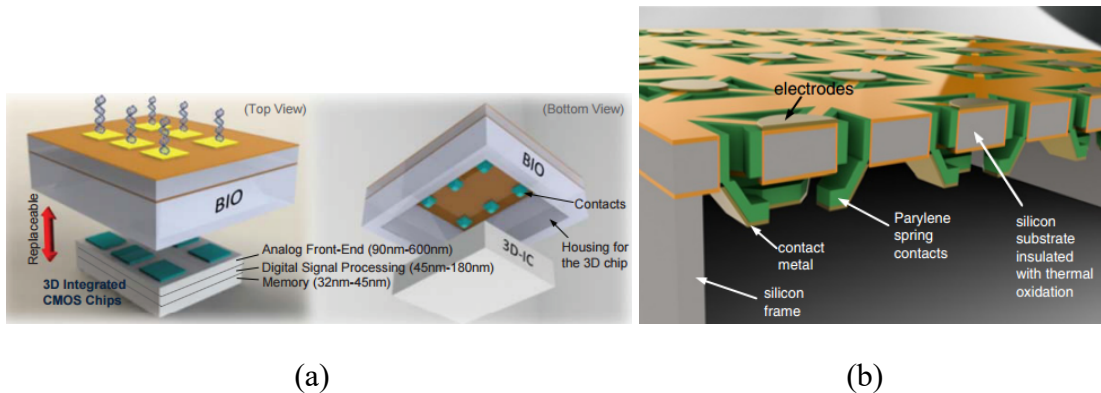 (Top View)
BIO
Replaceable
3D Integrated
CMOS Chips
Analog Front-End (90nm-600nm)
Digital Signal Processing (45nm-180nm)
Memory (32nm-45nm)
(Bottom View)
BIO
Contacts
Housing for
the 3D chip
3D-IC
(a)
electrodes
contact
metal
Parylene
spring
contacts
silicon
substrate
insulated
with thermal
oxidation
silicon
frame
(b)